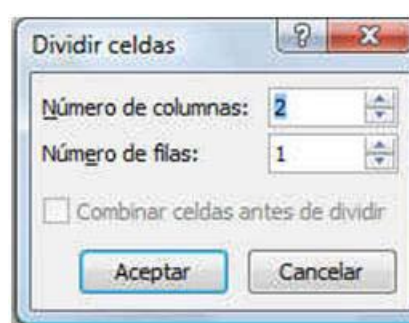 Dividir celdas
Número de columnas: 2
Número de filas: 1
Combinar celdas antes de dividir
Aceptar Cancelar